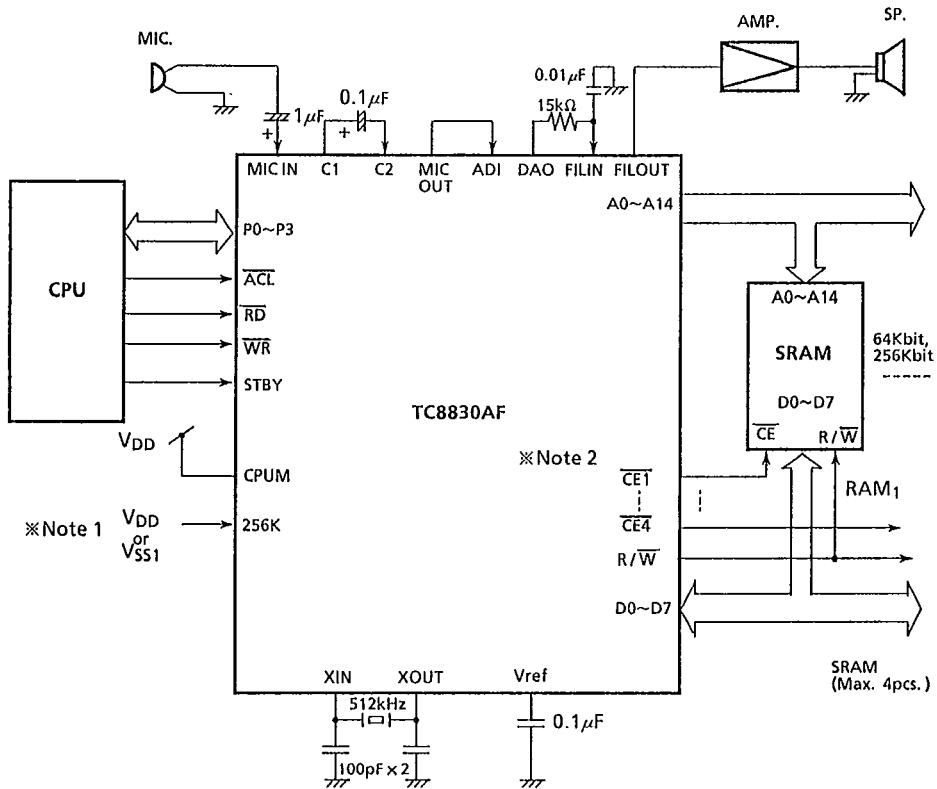 MIC.
AMP.
SP.
1μF
+
0.1μF
+
0.01μF
15kΩ
MIC IN
C1
C2
MIC
OUT
ADI
DAO
FILIN
FILOUT
CPU
P0~P3
ACL
RD
WR
STBY
VDD
CPUM
※Note 1
VDD
or
VSS1
256K
TC8830AF
※Note 2
A0~A14
A0~A14
SRAM
D0~D7
CE
R/W
64Kbit,
256Kbit
CE1
CE4
R/W
D0~D7
RAM1
SRAM
(Max. 4pcs.)
XIN
XOUT
Vref
512kHz
100pF x 2
0.1μF